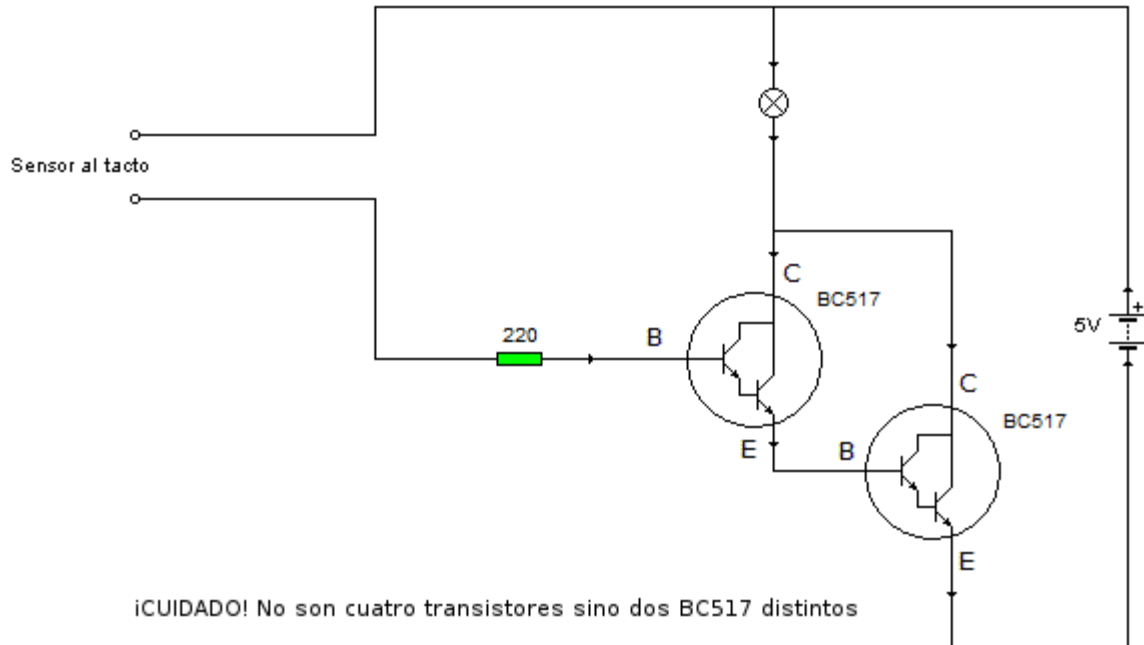 Sensor al tacto
220
B
C
BC517
E
B
C
BC517
E
5V
+
¡CUIDADO! No son cuatro transistores sino dos BC517 distintos